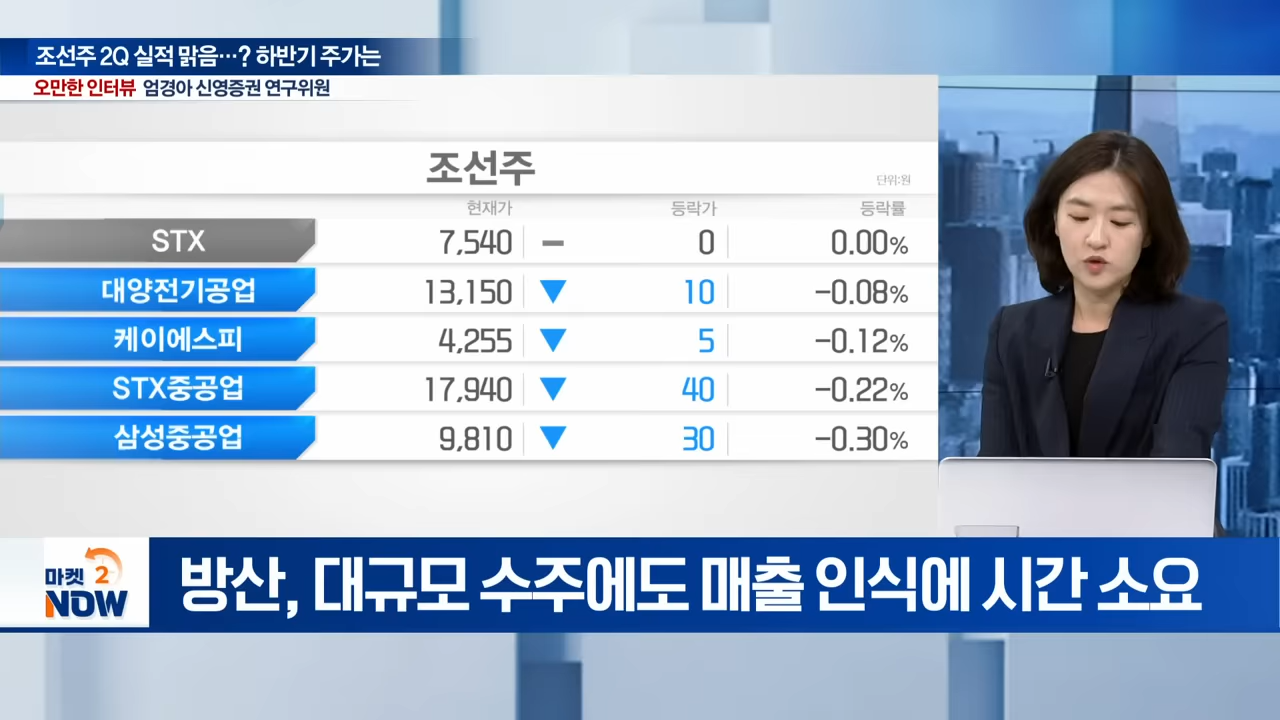 조선주 2Q 실적 맑음…? 하반기 주가는
오만한 인터뷰 엄경아 신영증권 연구위원
조선주
단위:원
현재가 등락가 등락률
STX 7,540 – 0 0.00%
대양전기공업 13,150 ▼ 10 -0.08%
케이에스피 4,255 ▼ 5 -0.12%
STX중공업 17,940 ▼ 40 -0.22%
삼성중공업 9,810 ▼ 30 -0.30%
마켓 2
NOW
방산, 대규모 수주에도 매출 인식에 시간 소요